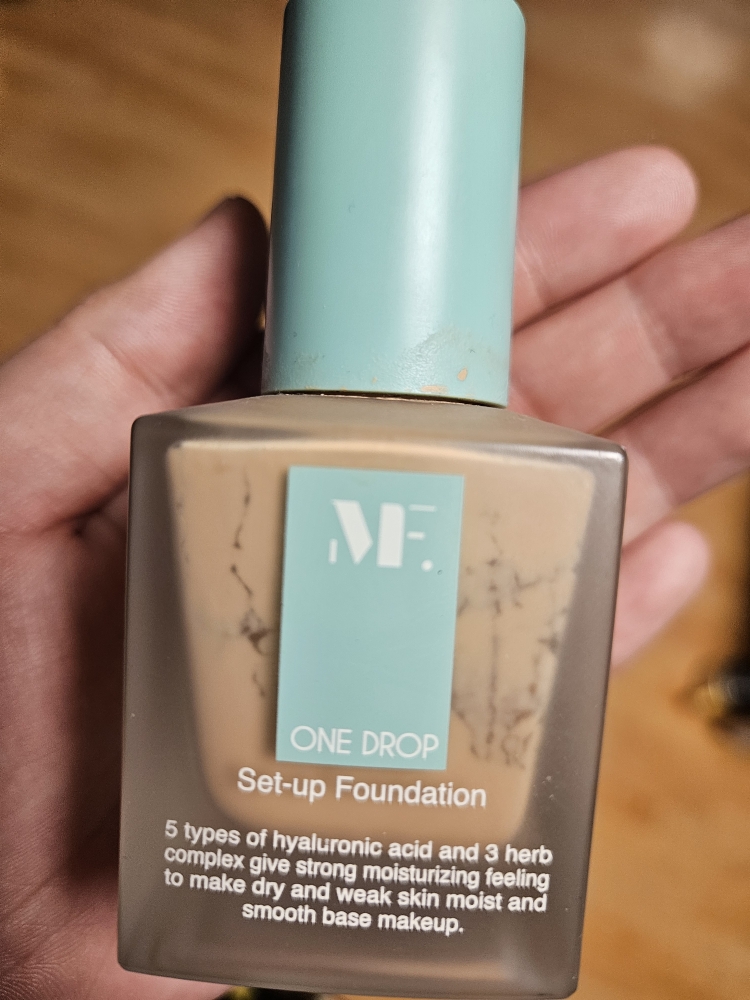 MF.
ONE DROP
Set-up Foundation
5 types of hyaluronic acid and 3 herb
complex give strong moisturizing feeling
to make dry and weak skin moist and
smooth base makeup.